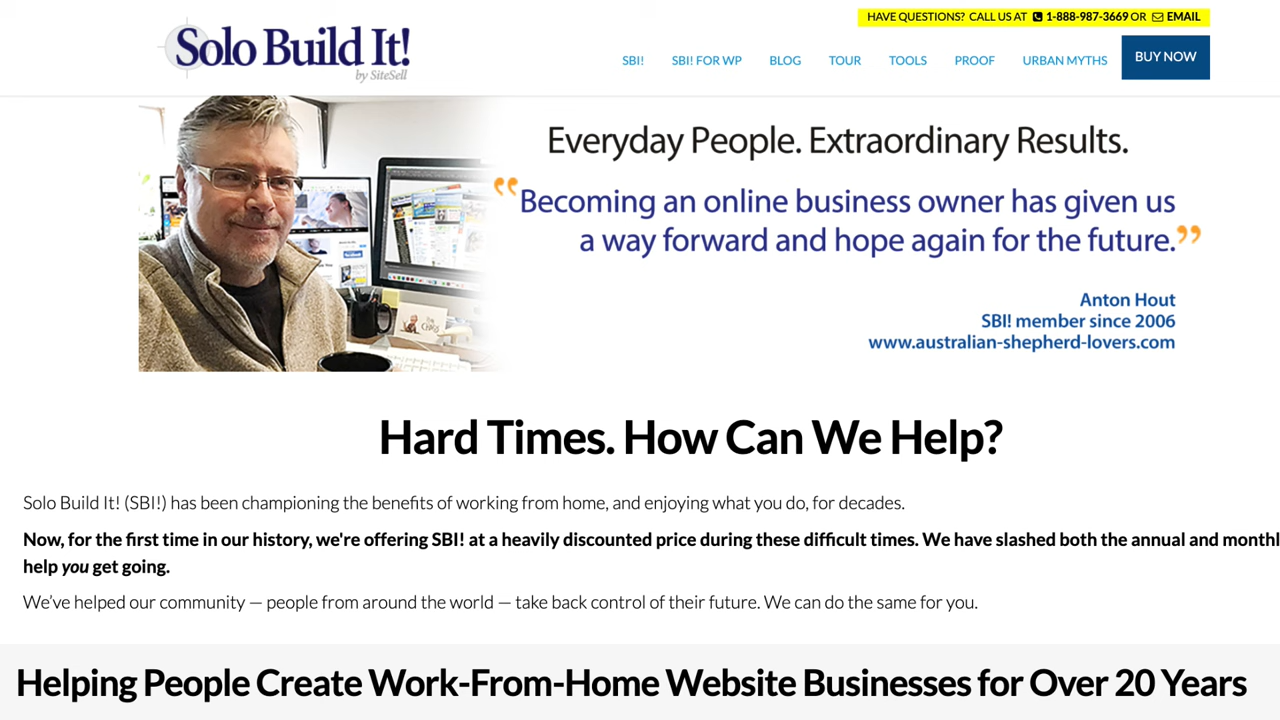 HAVE QUESTIONS? CALL US AT 1-888-987-3669 OR EMAIL
Solo Build It!
by SiteSell
SBI! SBI! FOR WP BLOG TOUR TOOLS PROOF URBAN MYTHS BUY NOW
Everyday People. Extraordinary Results.
“Becoming an online business owner has given us
a way forward and hope again for the future.”
Anton Hout
SBI! member since 2006
www.australian-shepherd-lovers.com
Hard Times. How Can We Help?
Solo Build It! (SBI!) has been championing the benefits of working from home, and enjoying what you do, for decades.
Now, for the first time in our history, we're offering SBI! at a heavily discounted price during these difficult times. We have slashed both the annual and monthl
help you get going.
We’ve helped our community — people from around the world — take back control of their future. We can do the same for you.
Helping People Create Work-From-Home Website Businesses for Over 20 Years